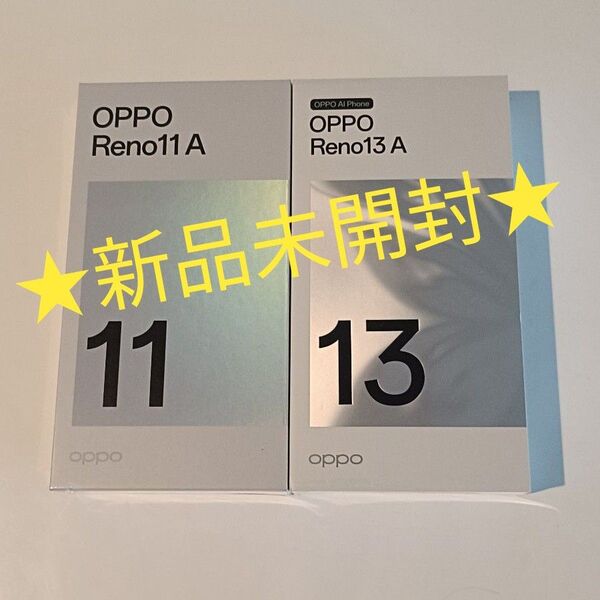 OPPO
Reno11 A
11
oppo
OPPO AI Phone
OPPO
Reno13 A
13
oppo
★新品未開封★